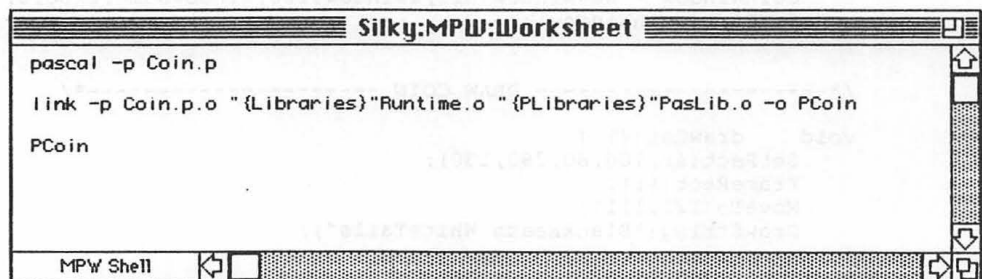 Silky:MPW:Worksheet
pascal -p Coin.p
link -p Coin.p.o "{Libraries}"Runtime.o "{PLibraries}"PasLib.o -o PCoin
PCoin
MPW Shell